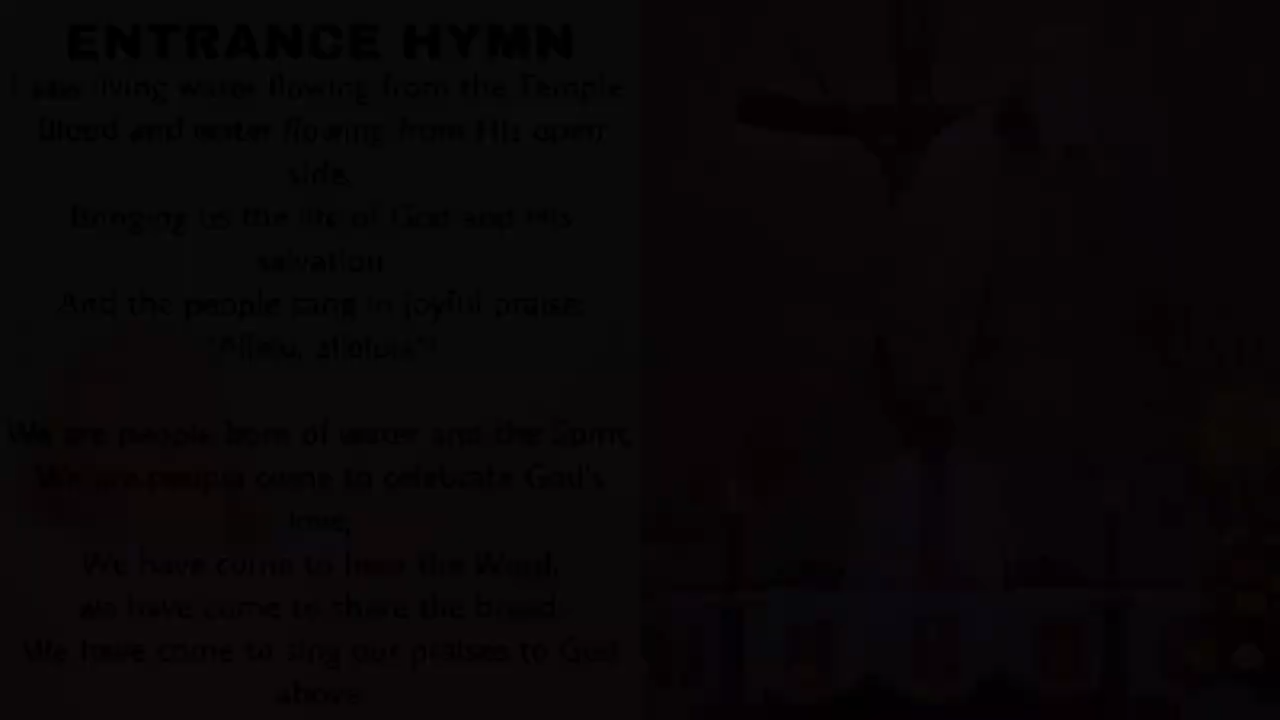 ENTRANCE HYMN
I saw living water flowing from the Temple
Blood and water flowing from His open
side,
Bringing us the life of God and His
salvation
And the people sang in joyful praise:
We are people born of water and the Spirit;
We are people come to celebrate God's
love;
We have come to hear the Word,
we have come to share the bread;
We have come to sing our praises to God
above.